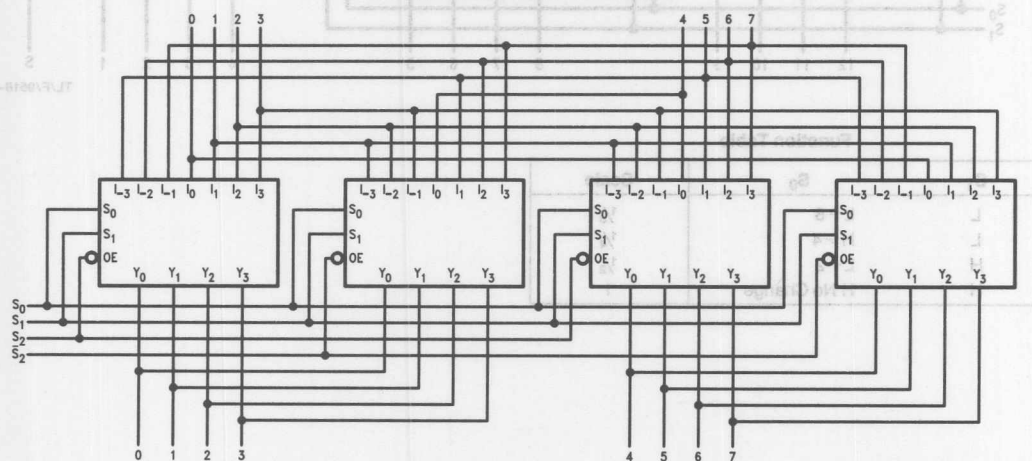 0 1 2 3 4 5 6 7
I₋₃ I₋₂ I₋₁ I₀ I₁ I₂ I₃
S₀
S₁
OE
Y₀ Y₁ Y₂ Y₃
I₋₃ I₋₂ I₋₁ I₀ I₁ I₂ I₃
S₀
S₁
OE
Y₀ Y₁ Y₂ Y₃
I₋₃ I₋₂ I₋₁ I₀ I₁ I₂ I₃
S₀
S₁
OE
Y₀ Y₁ Y₂ Y₃
I₋₃ I₋₂ I₋₁ I₀ I₁ I₂ I₃
S₀
S₁
OE
Y₀ Y₁ Y₂ Y₃
S₀
S₁
S₂
S̅₂
0 1 2 3 4 5 6 7